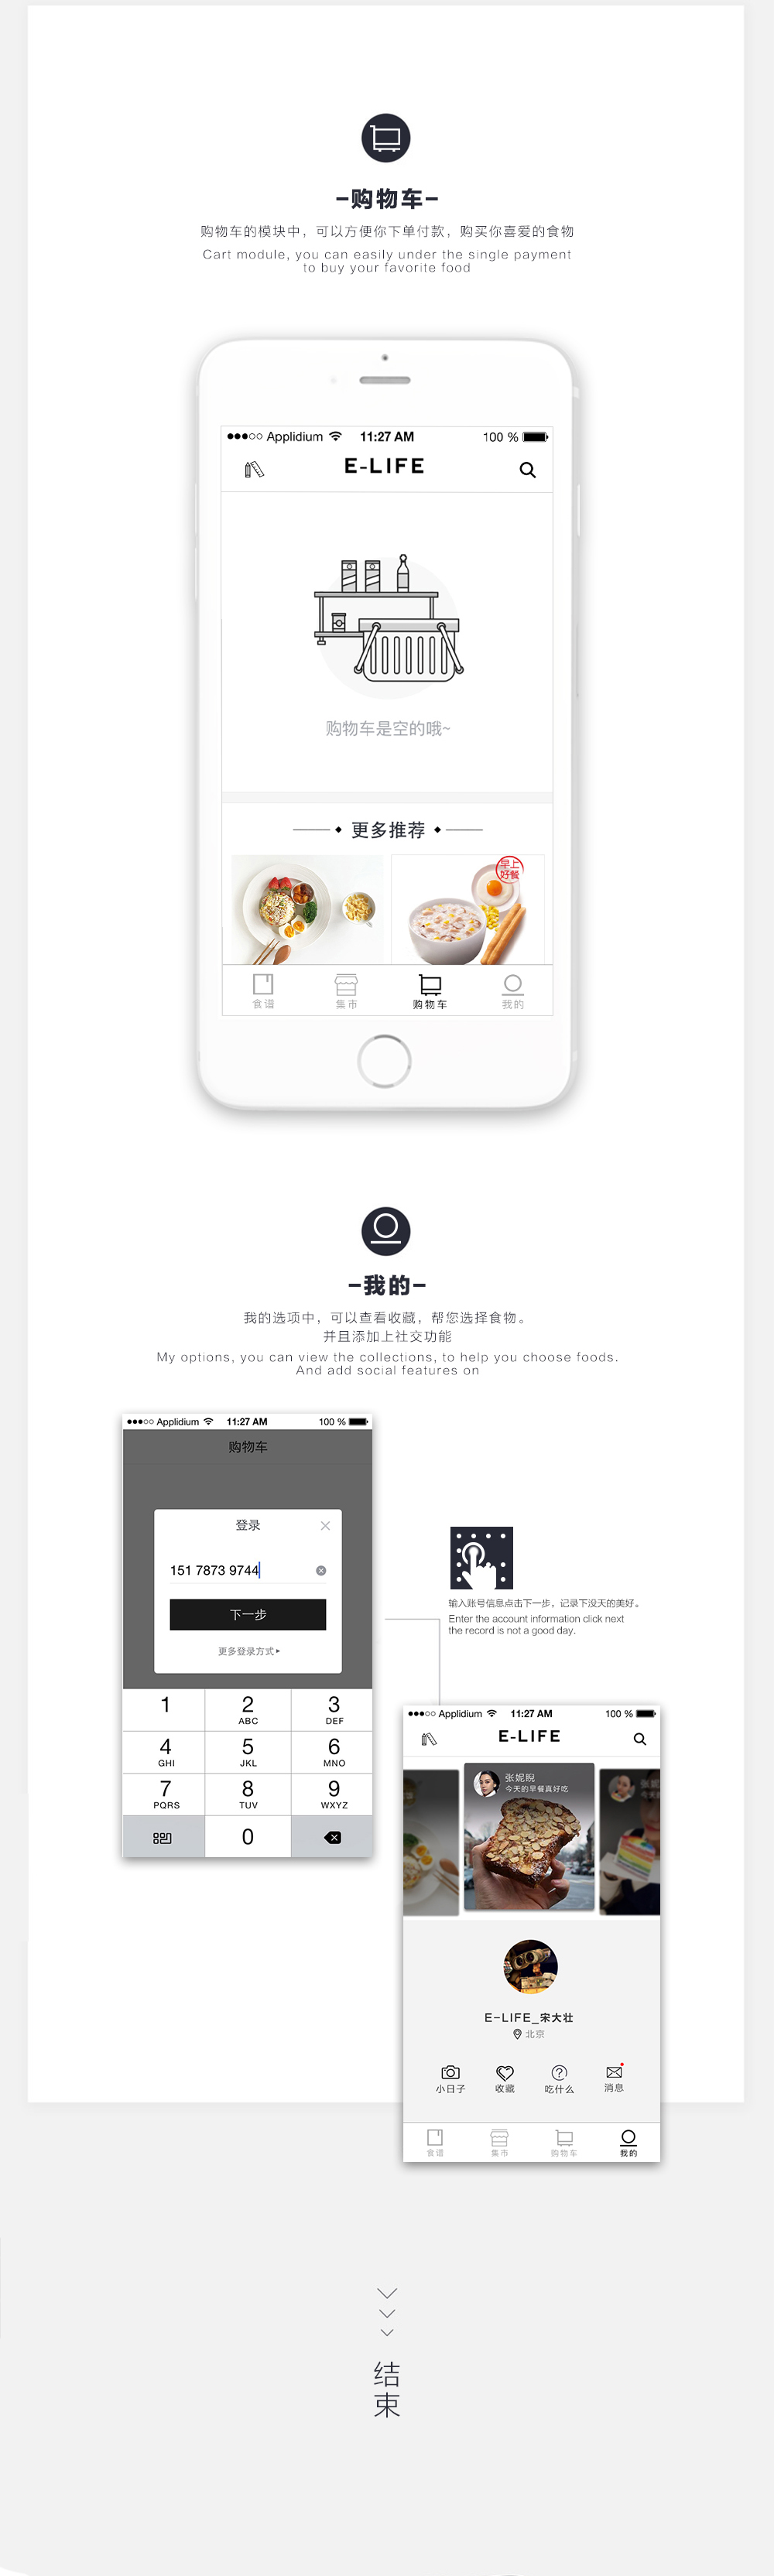 -购物车-
购物车的模块中，可以方便你下单付款，购买你喜爱的食物
Cart module, you can easily under the single payment
to buy your favorite food
Applidium 11:27 AM 100 %
E-LIFE
购物车是空的哦~
更多推荐
早上
好餐
食谱 集市 购物车 我的
-我的-
我的选项中，可以查看收藏，帮您选择食物。
并且添加上社交功能
My options, you can view the collections, to help you choose foods.
And add social features on
Applidium 11:27 AM 100 %
购物车
登录
151 7873 9744
下一步
更多登录方式
1 2 3
ABC DEF
4 5 6
GHI JKL MNO
7 8 9
PQRS TUV WXYZ
0
输入账号信息点击下一步，记录下没天的美好。
Enter the account information click next
the record is not a good day.
Applidium 11:27 AM 100 %
E-LIFE
张妮
今天的早餐真好吃
E-LIFE_宋大壮
北京
小日子 收藏 吃什么 消息
食谱 集市 购物车 我的
结
束